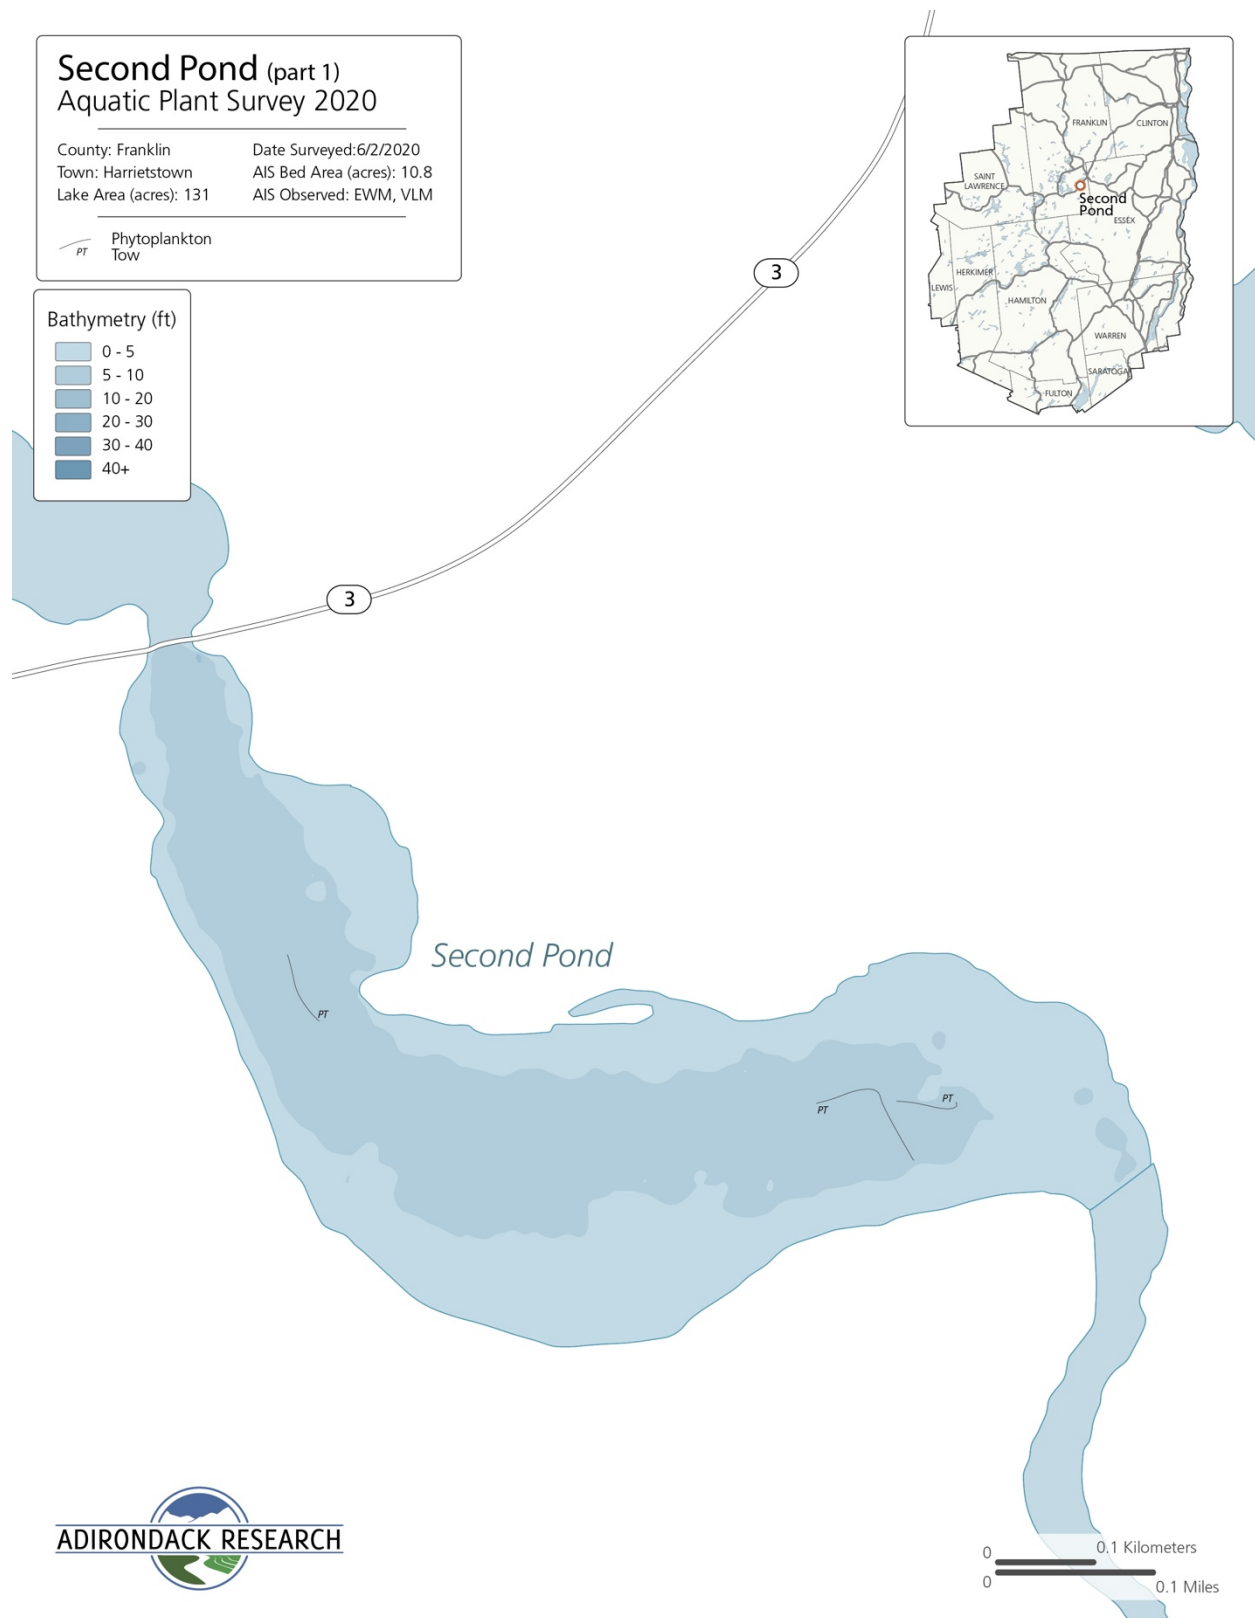 Second Pond (part 1)
Aquatic Plant Survey 2020
County: Franklin
Date Surveyed:6/2/2020
Town: Harrietstown
AIS Bed Area (acres): 10.8
Lake Area (acres): 131
AIS Observed: EWM, VLM
PT
Phytoplankton
Tow
Bathymetry (ft)
0 - 5
5 - 10
10 - 20
20 - 30
30 - 40
40+
FRANKLIN
CLINTON
SAINT
LAWRENCE
Second
Pond
ESSEX
HERKIMER
LEWIS
HAMILTON
WARREN
SARATOGA
FULTON
3
3
Second Pond
PT
PT
PT
ADIRONDACK RESEARCH
0
0.1 Kilometers
0
0.1 Miles